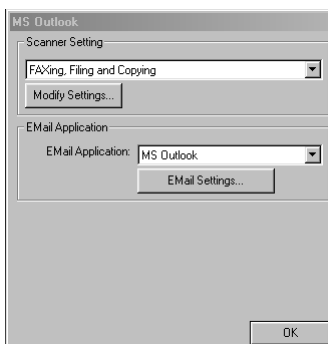 MS Outlook
Scanner Setting
FAXing, Filing and Copying
Modify Settings...
EMail Application
EMail Application: MS Outlook
EMail Settings...
OK